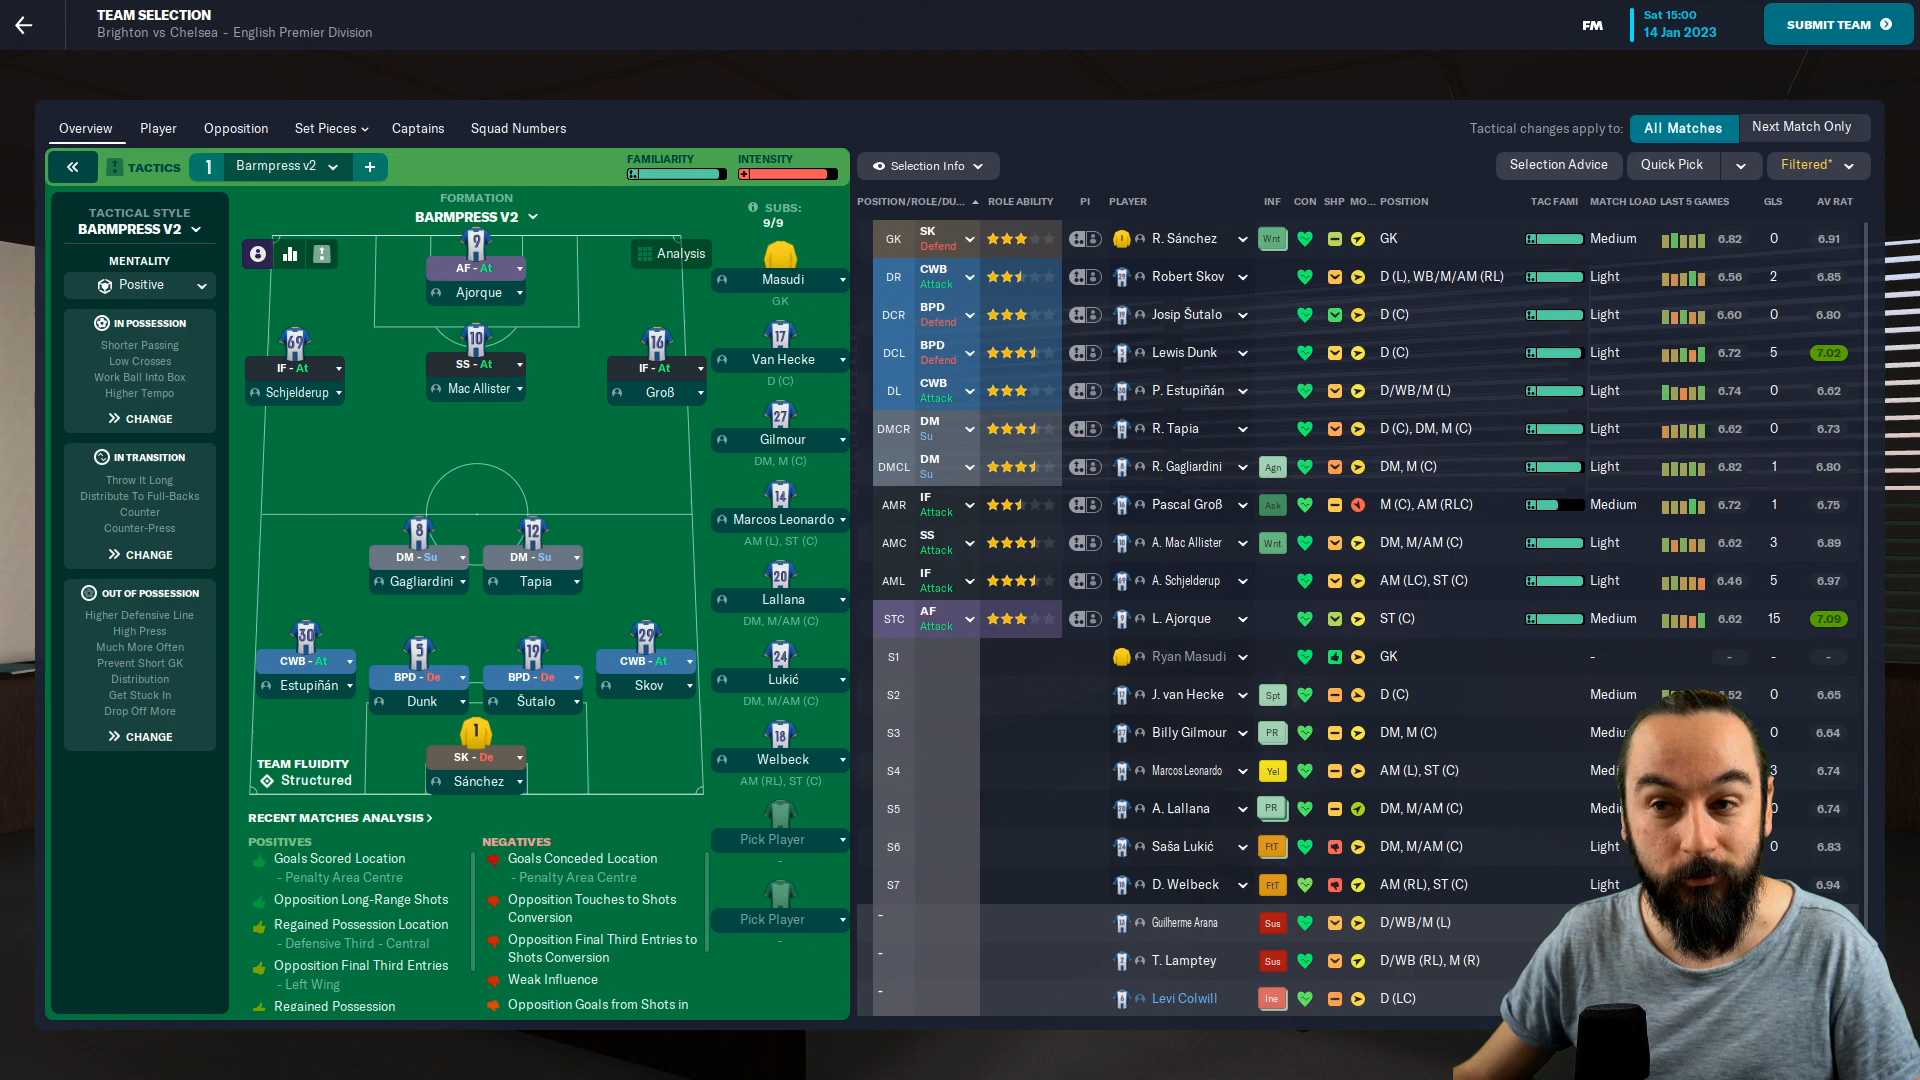 TEAM SELECTION
Brighton vs Chelsea - English Premier Division
FM
Sat 15:00
14 Jan 2023
SUBMIT TEAM
Overview
Player
Opposition
Set Pieces
Captains
Squad Numbers
Tactical changes apply to:
All Matches
Next Match Only
TACTICS
1
Barmpress v2
+
FAMILIARITY
INTENSITY
Selection Info
Selection Advice
Quick Pick
Filtered*
TACTICAL STYLE
BARMPRESS V2
MENTALITY
Positive
IN POSSESSION
Shorter Passing
Low Crosses
Work Ball Into Box
Higher Tempo
CHANGE
IN TRANSITION
Throw It Long
Distribute To Full-Backs
Counter
Counter-Press
CHANGE
OUT OF POSSESSION
Higher Defensive Line
High Press
Much More Often
Prevent Short GK
Distribution
Get Stuck In
Drop Off More
CHANGE
FORMATION
BARMPRESS V2
Analysis
9
AF - At
Ajorque
69
IF - At
Schjelderup
10
SS - At
Mac Allister
16
IF - At
Groß
8
DM - Su
Gagliardini
12
DM - Su
Tapia
30
CWB - At
Estupiñán
5
BPD - De
Dunk
19
BPD - De
Šutalo
29
CWB - At
Skov
1
SK - De
Sánchez
TEAM FLUIDITY
Structured
SUBS:
9/9
Masudi
GK
17
Van Hecke
D (C)
27
Gilmour
DM, M (C)
14
Marcos Leonardo
AM (L), ST (C)
20
Lallana
DM, M/AM (C)
24
Lukić
DM, M/AM (C)
18
Welbeck
AM (RL), ST (C)
Pick Player
-
Pick Player
-
RECENT MATCHES ANALYSIS
POSITIVES
Goals Scored Location
- Penalty Area Centre
Opposition Long-Range Shots
Regained Possession Location
- Defensive Third - Central
Opposition Final Third Entries
- Left Wing
Regained Possession
NEGATIVES
Goals Conceded Location
- Penalty Area Centre
Opposition Touches to Shots
Conversion
Opposition Final Third Entries to
Shots Conversion
Weak Influence
Opposition Goals from Shots in
POSITION/ROLE/DU... ROLE ABILITY PI PLAYER INF CON SHP MO... POSITION TAC FAMI MATCH LOAD LAST 5 GAMES GLS AV RAT
GK SK Defend R. Sánchez Wnt GK Medium 6.82 0 6.91
DR CWB Attack Robert Skov D (L), WB/M/AM (RL) Light 6.56 2 6.85
DCR BPD Defend Josip Šutalo D (C) Light 6.60 0 6.80
DCL BPD Defend Lewis Dunk D (C) Light 6.72 5 7.02
DL CWB Attack P. Estupiñán D/WB/M (L) Light 6.74 0 6.62
DMCR DM Su R. Tapia D (C), DM, M (C) Light 6.62 0 6.73
DMCL DM Su R. Gagliardini Agn DM, M (C) Light 6.82 1 6.80
AMR IF Attack Pascal Groß Ask M (C), AM (RLC) Medium 6.72 1 6.75
AMC SS Attack A. Mac Allister Wnt DM, M/AM (C) Light 6.62 3 6.89
AML IF Attack A. Schjelderup AM (LC), ST (C) Light 6.46 5 6.97
STC AF Attack L. Ajorque ST (C) Medium 6.62 15 7.09
S1 Ryan Masudi GK - - - -
S2 J. van Hecke Spt D (C) Medium 0 6.65
S3 Billy Gilmour PR DM, M (C) 0 6.64
S4 Marcos Leonardo Yel AM (L), ST (C) 3 6.74
S5 A. Lallana PR DM, M/AM (C) 0 6.74
S6 Saša Lukić FtT DM, M/AM (C) Light 0 6.83
S7 D. Welbeck FtT AM (RL), ST (C) Light 6.94
- Guilherme Arana Sus D/WB/M (L)
- T. Lamptey Sus D/WB (RL), M (R)
- Levi Colwill Ine D (LC)